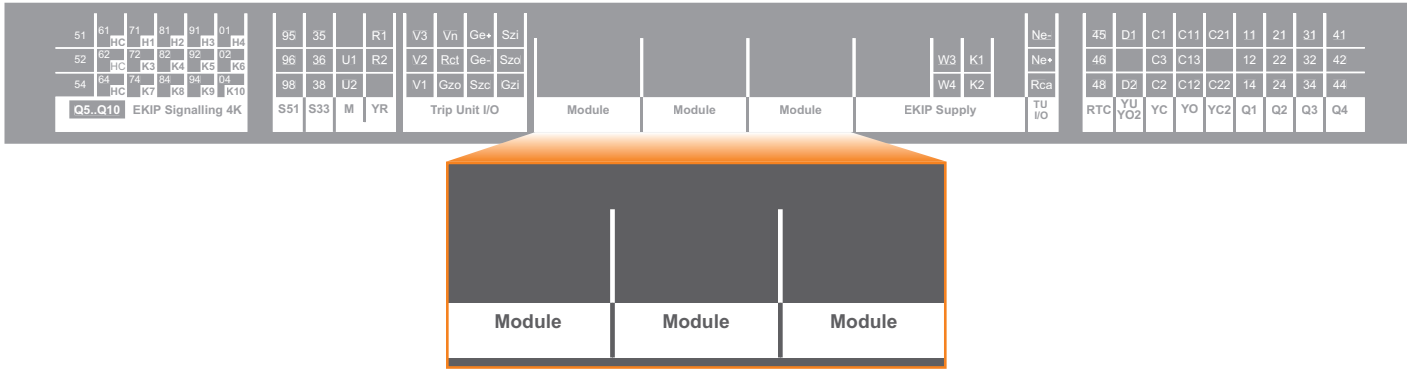 51 61 HC 71 H1 81 H2 91 H3 01 H4 95 35 R1 V3 Vn Ge+ Szi Ne- 45 D1 C1 C11 C21 11 21 31 41
52 62 HC 72 K3 82 K4 92 K5 02 K6 96 36 U1 R2 V2 Rct Ge- Szo W3 K1 Ne+ 46 C3 C13 12 22 32 42
54 64 HC 74 K7 84 K8 94 K9 04 K10 98 38 U2 V1 Gzo Szc Gzi W4 K2 Rca 48 D2 C2 C12 C22 14 24 34 44
Q5..Q10 EKIP Signalling 4K S51 S33 M YR Trip Unit I/O Module Module Module EKIP Supply TU I/O RTC YU YO2 YC YO YC2 Q1 Q2 Q3 Q4
Module Module Module